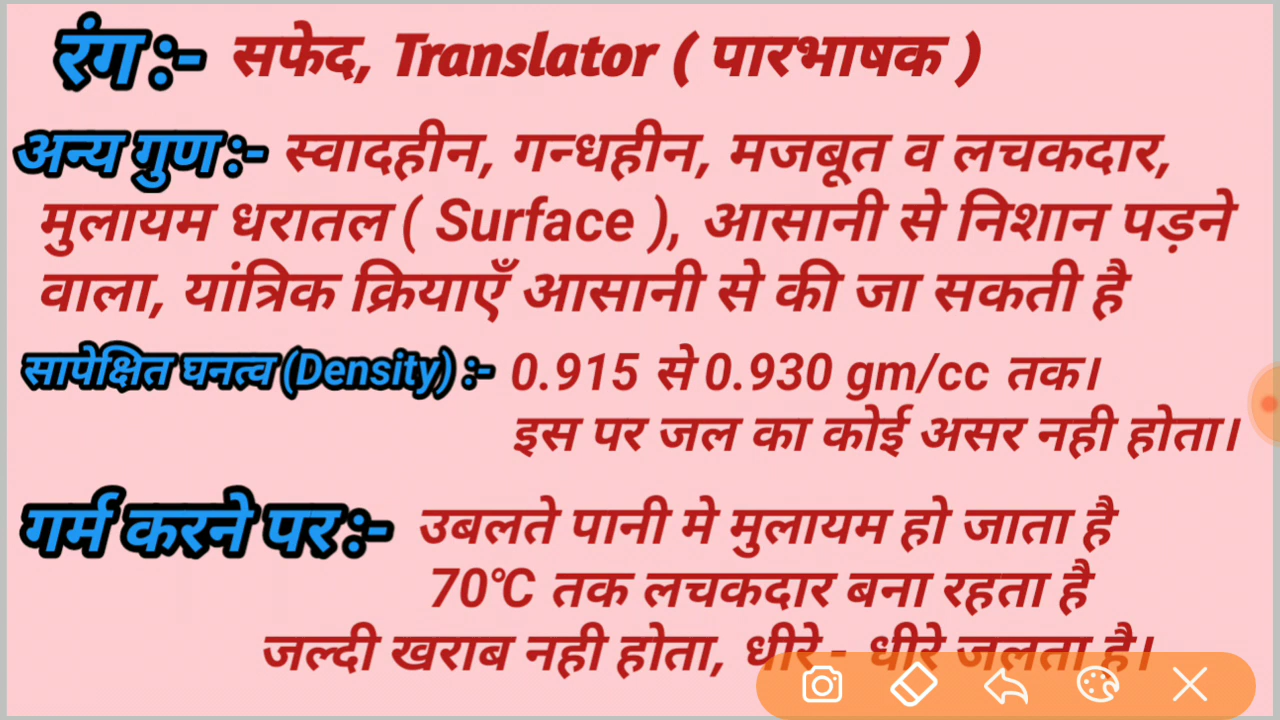 रंग :- सफेद, Translator ( पारभाषक )
अन्य गुण :- स्वादहीन, गन्धहीन, मजबूत व लचकदार,
मुलायम धरातल ( Surface ), आसानी से निशान पड़ने
वाला, यांत्रिक क्रियाएँ आसानी से की जा सकती है
सापेक्षित घनत्व (Density) :- 0.915 से 0.930 gm/cc तक।
इस पर जल का कोई असर नही होता।
गर्म करने पर :- उबलते पानी मे मुलायम हो जाता है
70°C तक लचकदार बना रहता है
जल्दी खराब नही होता, धीरे - धीरे जलता है।